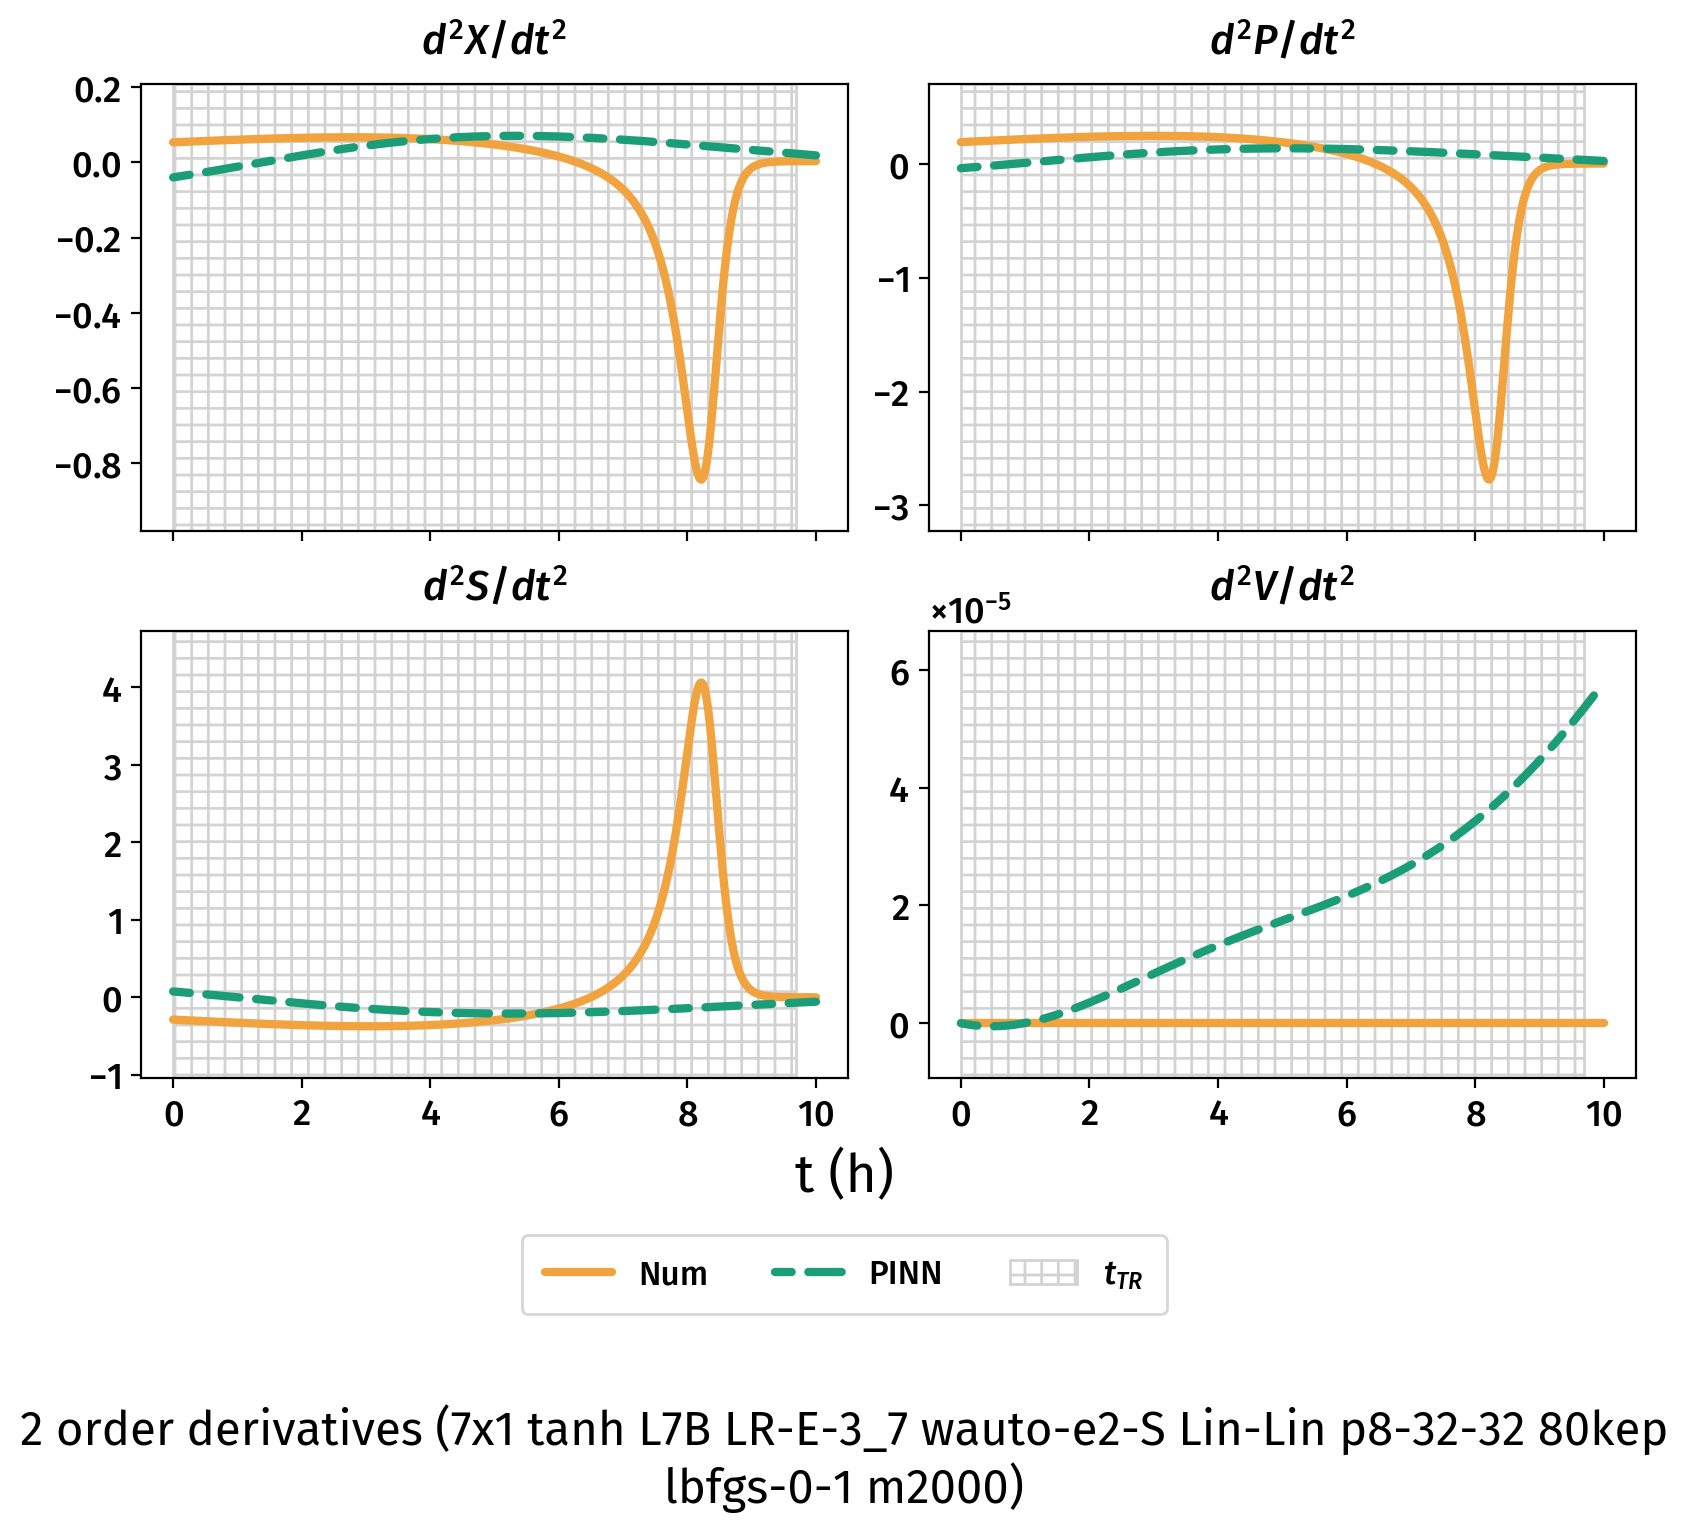 d²X/dt²
d²P/dt²
0.2
0.0
−0.2
−0.4
−0.6
−0.8
0
−1
−2
−3
d²S/dt²
d²V/dt²
×10⁻⁵
4
3
2
1
0
−1
6
4
2
0
0 2 4 6 8 10
0 2 4 6 8 10
t (h)
Num PINN t_TR
2 order derivatives (7x1 tanh L7B LR-E-3_7 wauto-e2-S Lin-Lin p8-32-32 80kep
lbfgs-0-1 m2000)